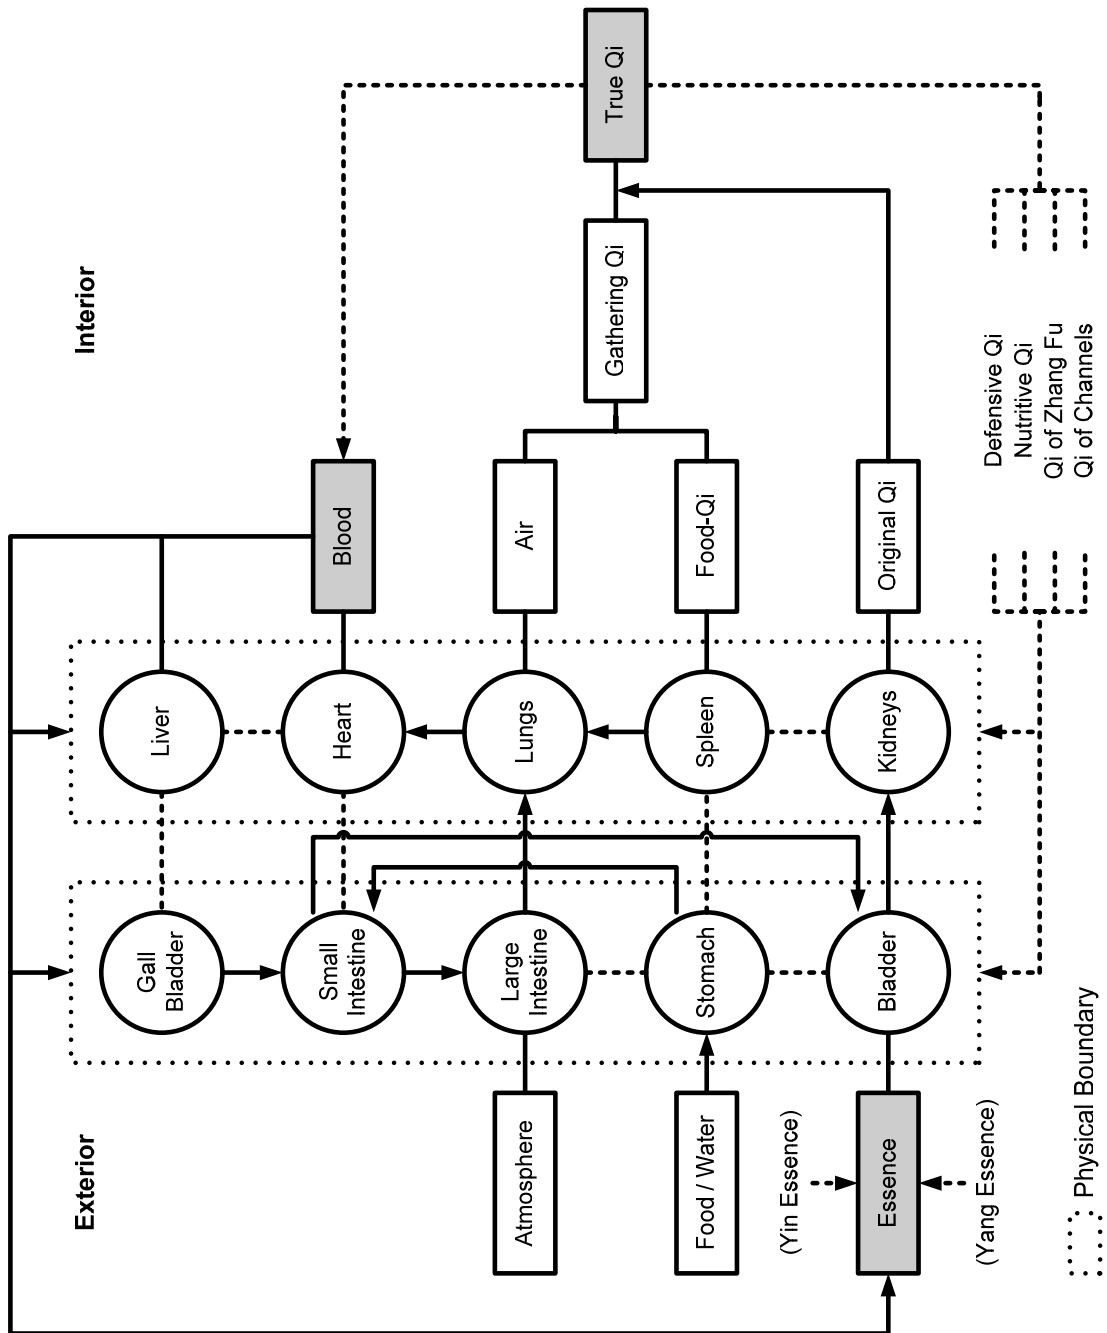 Exterior
Interior
Gall
Bladder
Liver
Small
Intestine
Heart
Blood
Atmosphere
Large
Intestine
Lungs
Air
Gathering Qi
True Qi
Food / Water
Stomach
Spleen
Food-Qi
(Yin Essence)
Essence
Bladder
Kidneys
Original Qi
(Yang Essence)
Defensive Qi
Nutritive Qi
Qi of Zhang Fu
Qi of Channels
Physical Boundary